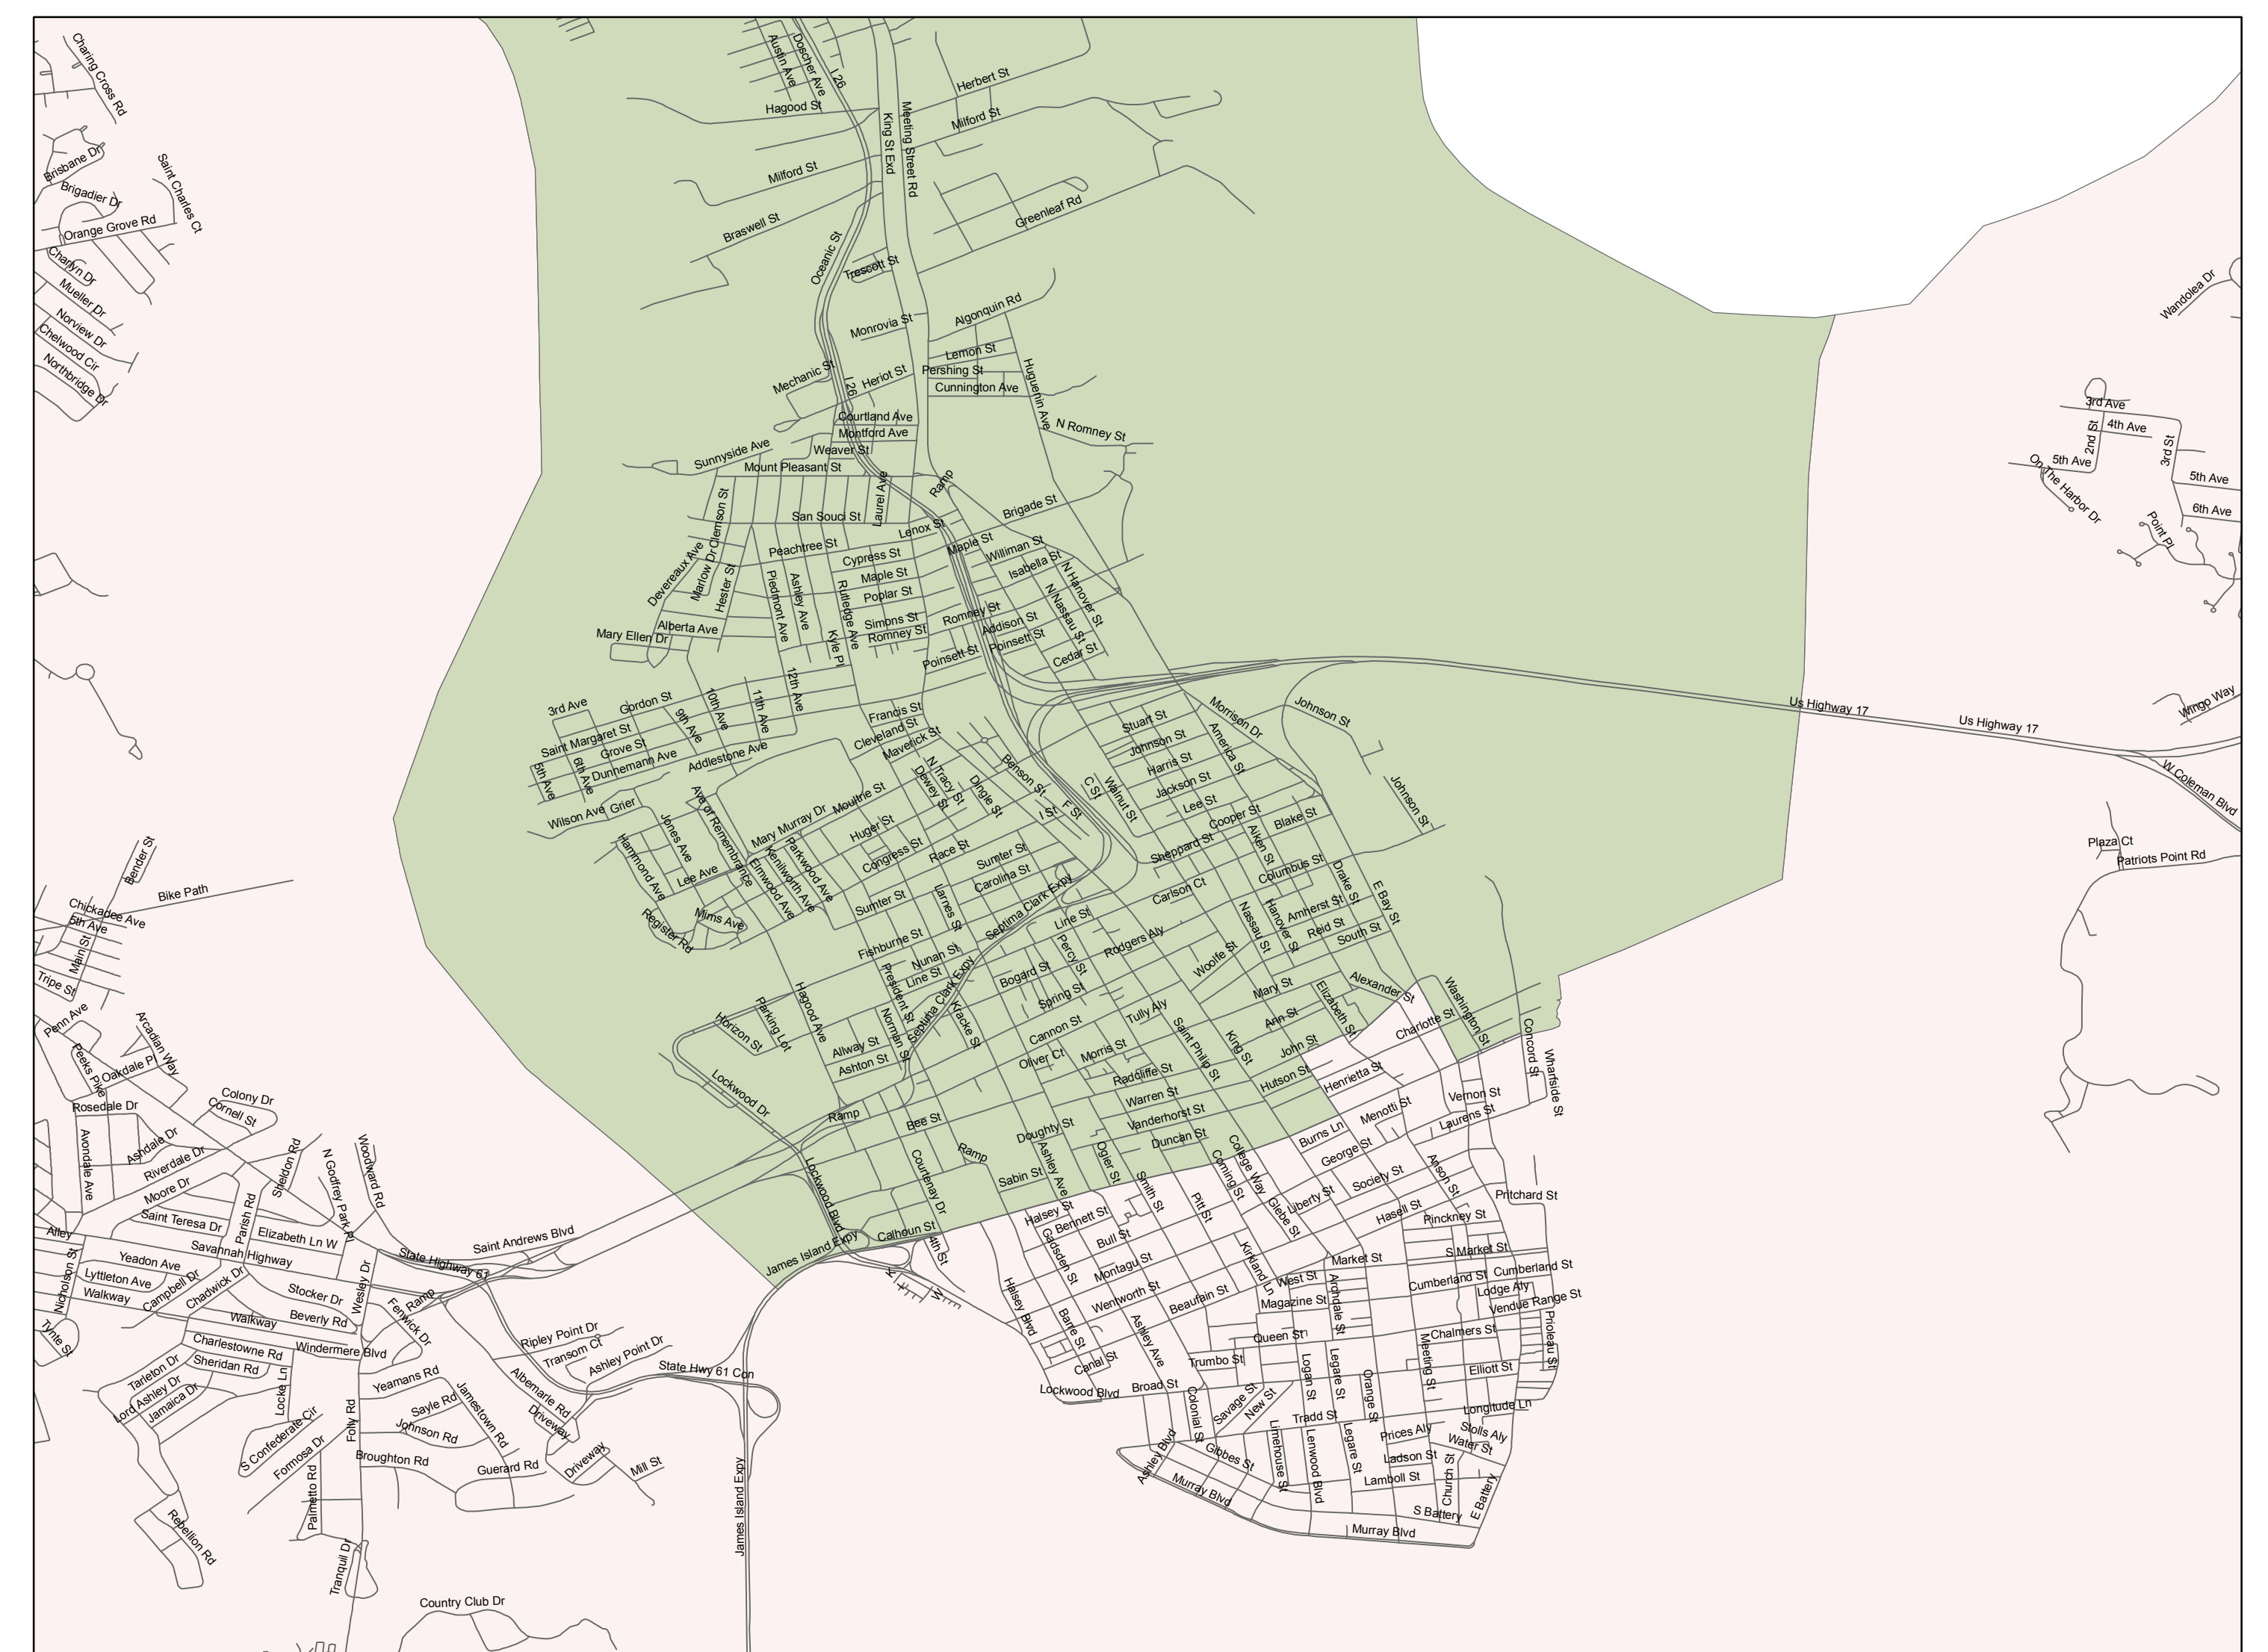 Charing Cross Rd
Austin Ave
Doscher Ave
I 26
Hagood St
Herbert St
Milford St
King St Exd
Meeting Street Rd
Brisbane Dr
Brigadier Dr
Saint Charles Ct
Orange Grove Rd
Charlyn Dr
Mueller Dr
Norview Dr
Chelwood Cir
Northbridge Dr
Milford St
Braswell St
Greenleaf Rd
Oceanic St
Trescott St
Monrovia St
Algonquin Rd
Wandolea Dr
Lemon St
Pershing St
Cunnington Ave
Huguenin Ave
Mechanic St
I 26
Heriot St
Courtland Ave
Montford Ave
Weaver St
N Romney St
Sunnyside Ave
Mount Pleasant St
Laurel Ave
Ramp
3rd Ave
4th Ave
2nd St
3rd St
5th Ave
On The Harbor Dr
5th Ave
6th Ave
Point Pl
Clemson St
San Souci St
Lenox St
Brigade St
Devereaux Ave
Marlow Dr
Hester St
Peachtree St
Cypress St
Maple St
Maple St
Williman St
Isabella St
N Hanover St
N Nassau St
Piedmont Ave
Ashley Ave
Rutledge Ave
Poplar St
Simons St
Romney St
Romney St
Addison St
Poinsett St
Poinsett St
Cedar St
Kyle Pl
Mary Ellen Dr
Alberta Ave
3rd Ave
Gordon St
Saint Margaret St
Grove St
Dunnemann Ave
9th Ave
10th Ave
11th Ave
12th Ave
5th Ave
6th Ave
Addlestone Ave
Wilson Ave
Grier
Francis St
Cleveland St
Maverick St
N Tracy St
Dewey St
Dingle St
Benson St
I St
F St
C St
Walnut St
Stuart St
Johnson St
Harris St
Jackson St
Lee St
Cooper St
Sheppard St
America St
Morrison Dr
Johnson St
Johnson St
Us Highway 17
Us Highway 17
Wingo Way
W Coleman Blvd
Plaza Ct
Patriots Point Rd
Blake St
Aiken St
Columbus St
Drake St
E Bay St
Hammond Ave
Jones Ave
Ave of Remembrance
Lee Ave
Mims Ave
Register Rd
Mary Murray Dr
Moultrie St
Huger St
Congress St
Race St
Parkwood Ave
Kenilworth Ave
Elmwood Ave
Sumter St
Sumter St
Carolina St
Larnes St
Septima Clark Expy
Septima Clark Expy
Carlson Ct
Line St
Line St
Percy St
Rodgers Aly
Nassau St
Hanover St
Amherst St
Reid St
South St
Woolfe St
Fishburne St
Nunan St
President St
Bogard St
Spring St
Kracke St
Norman St
Hagood Ave
Parking Lot
Horizon St
Allway St
Ashton St
Lockwood Dr
Cannon St
Tully Aly
Oliver Ct
Morris St
Saint Philip St
King St
Mary St
Ann St
Elizabeth St
Alexander St
Washington St
Charlotte St
Concord St
Wharfside St
John St
Hutson St
Henrietta St
Radcliffe St
Warren St
Vanderhorst St
Duncan St
Doughty St
Bee St
Ramp
Ramp
Courtenay Dr
Lockwood Blvd
Sabin St
Ashley Ave
Ogier St
Smith St
Pitt St
Coming St
College Way
Glebe St
Burns Ln
George St
Menotti St
Vernon St
Laurens St
Liberty St
Society St
Anson St
Pritchard St
Hasell St
Pinckney St
Calhoun St
James Island Expy
4th St
Halsey St
Bennett St
Gadsden St
Bull St
Montagu St
Wentworth St
Beaufain St
Kirkland Ln
West St
Market St
S Market St
Cumberland St
Cumberland St
Archdale St
Magazine St
Lodge Aly
Vendue Range St
Prioleau St
Chalmers St
Queen St
Halsey Blvd
Barre St
Canal St
Ashley Ave
Trumbo St
Logan St
Legare St
Orange St
Meeting St
Elliott St
Lockwood Blvd
Broad St
Colonial St
Savage St
New St
Tradd St
Longitude Ln
Prices Aly
Stolls Aly
Water St
Ladson St
Lamboll St
Church St
E Battery
S Battery
Murray Blvd
Murray Blvd
Ashley Blvd
Gibbes St
Limehouse St
Lenwood Blvd
Legare St
K
W
Bender St
Bike Path
Chickadee Ave
5th Ave
Main St
Tripe St
Penn Ave
Arcadian Way
Peeks Pike
Oakdale Pl
Rosedale Dr
Colony Dr
Cornell St
Avondale Ave
Ashdale Dr
Riverdale Dr
Moore Dr
Sheldon Rd
N Godfrey Park Pl
Woodward Rd
Saint Teresa Dr
Parish Rd
Elizabeth Ln W
Alley
Savannah Highway
Yeadon Ave
Lyttleton Ave
Walkway
Nicholson St
Tynte St
Campbell Dr
Chadwick Dr
Stocker Dr
Beverly Rd
Wesley Dr
State Highway 61
Saint Andrews Blvd
Ramp
Fenwick Dr
Walkway
Windermere Blvd
Charlestowne Rd
Sheridan Rd
Tarleton Dr
Lord Ashley Dr
Jamaica Dr
Locke Ln
Yeamans Rd
Sayle Rd
Johnson Rd
Jamestown Rd
Ripley Point Dr
Transom Ct
Ashley Point Dr
State Hwy 61 Con
Albemarle Rd
Driveway
Driveway
Mill St
S Confederate Cir
Formosa Dr
Palmetto Rd
Folly Rd
Broughton Rd
Guerard Rd
Rebellion Rd
Tranquil Dr
James Island Expy
Country Club Dr